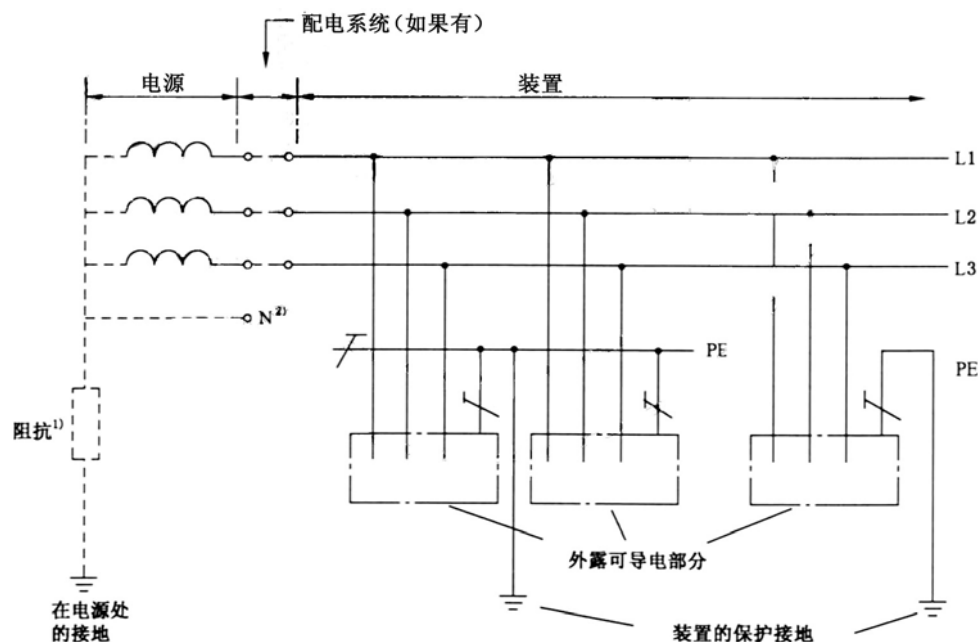 配电系统(如果有)
电源
装置
L1
L2
L3
N²⁾
PE
PE
阻抗¹⁾
外露可导电部分
在电源处
的接地
装置的保护接地